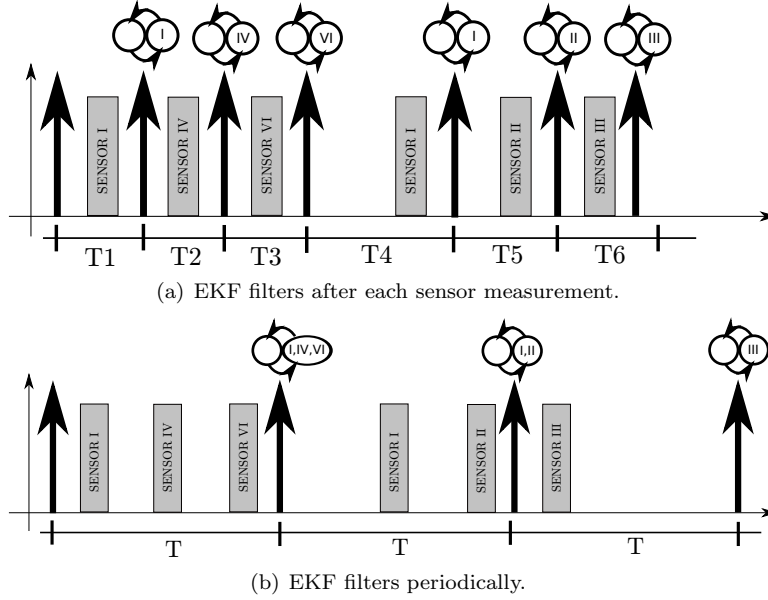 I IV VI I II III
SENSOR I SENSOR IV SENSOR VI SENSOR I SENSOR II SENSOR III
T1 T2 T3 T4 T5 T6
(a) EKF filters after each sensor measurement.
I,IV,VI I,II III
SENSOR I SENSOR IV SENSOR VI SENSOR I SENSOR II SENSOR III
T T T
(b) EKF filters periodically.